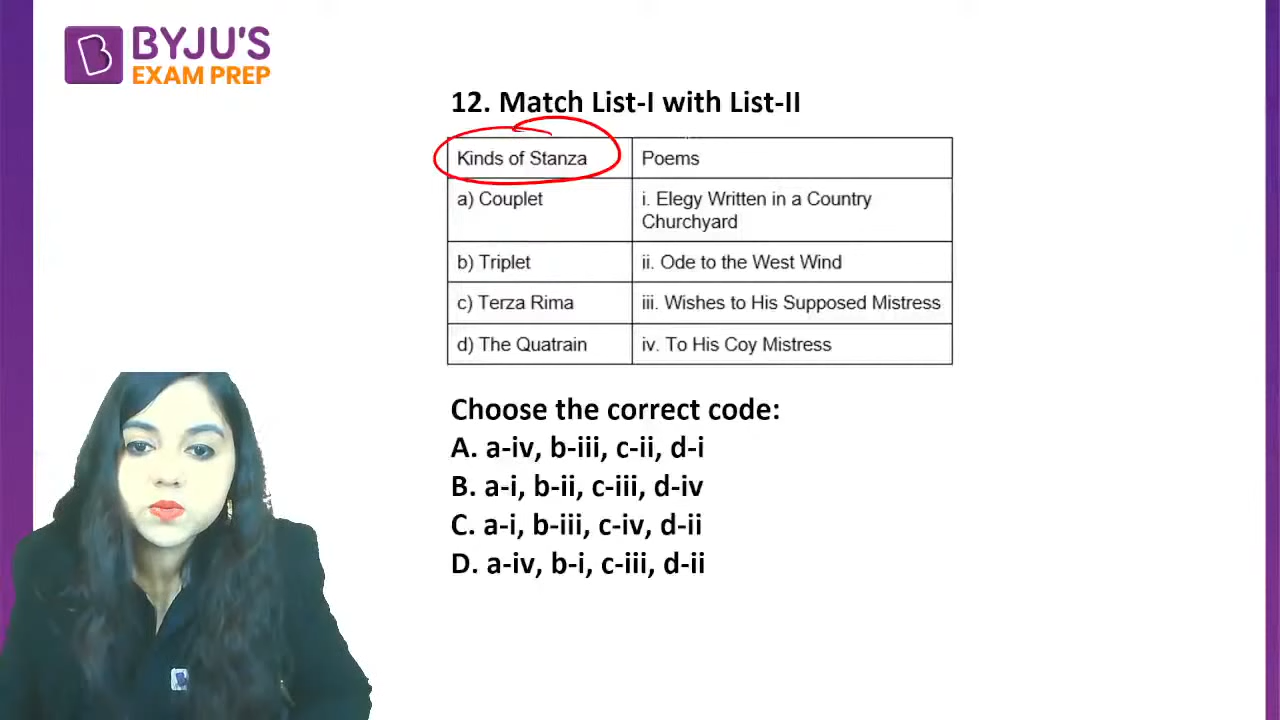 BYJU'S
EXAM PREP
12. Match List-I with List-II
Kinds of Stanza
Poems
a) Couplet
i. Elegy Written in a Country
Churchyard
b) Triplet
ii. Ode to the West Wind
c) Terza Rima
iii. Wishes to His Supposed Mistress
d) The Quatrain
iv. To His Coy Mistress
Choose the correct code:
A. a-iv, b-iii, c-ii, d-i
B. a-i, b-ii, c-iii, d-iv
C. a-i, b-iii, c-iv, d-ii
D. a-iv, b-i, c-iii, d-ii